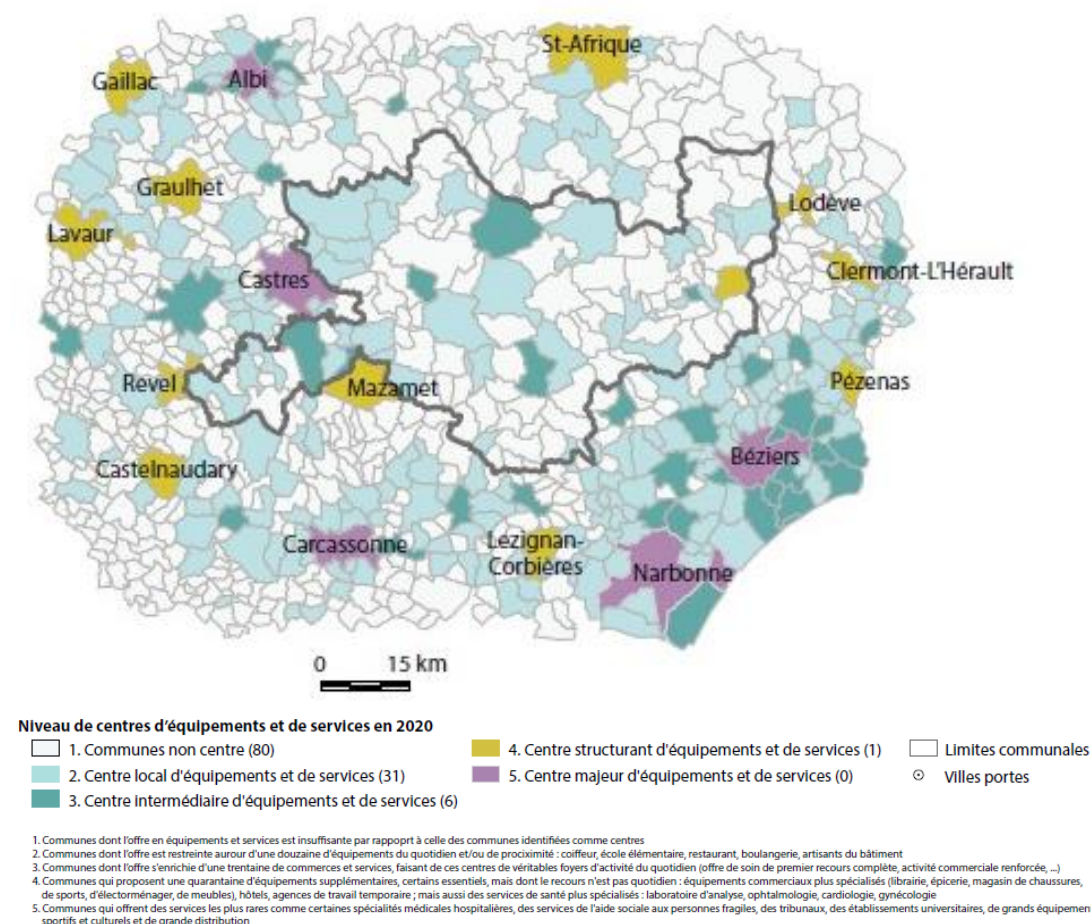 St-Afrique
Gaillac
Albi
Graulhet
Lodève
Lavaur
Clermont-L'Hérault
Castres
Revel
Mazamet
Pézenas
Béziers
Castelnaudary
Carcassonne
Lezignan-
Corbières
Narbonne
0 15 km
Niveau de centres d'équipements et de services en 2020
1. Communes non centre (80)
2. Centre local d'équipements et de services (31)
3. Centre intermédiaire d'équipements et de services (6)
4. Centre structurant d'équipements et de services (1)
5. Centre majeur d'équipements et de services (0)
Limites communales
Villes portes
1. Communes dont l'offre en équipements et services est insuffisante par rappoprt à celle des communes identifiées comme centres
2. Communes dont l'offre est restreinte aurour d'une douzaine d'équipements du quotidien et/ou de prociximité : coiffeur, école élémentaire, restaurant, boulangerie, artisants du bâtiment
3. Communes dont l'offre s'enrichie d'une trentaine de commerces et services, faisant de ces centres de véritables foyers d'activité du quotidien (offre de soin de premier recours complète, activité commerciale renforcée, ...)
4. Communes qui proposent une quarantaine d'équipements supplémentaires, certains essentiels, mais dont le recours n'est pas quotidien : équipements commerciaux plus spécialisés (librairie, épicerie, magasin de chaussures,
de sports, d'électorménager, de meubles), hôtels, agences de travail temporaire ; mais aussi des services de santé plus spécialisés : laboratoire d'analyse, ophtalmologie, cardiologie, gynécologie
5. Communes qui offrent des services les plus rares comme certaines spécialités médicales hospitalières, des services de l'aide sociale aux personnes fragiles, des tribunaux, des établissements universitaires, de grands équipemen
sportifs et culturels et de grande distribution